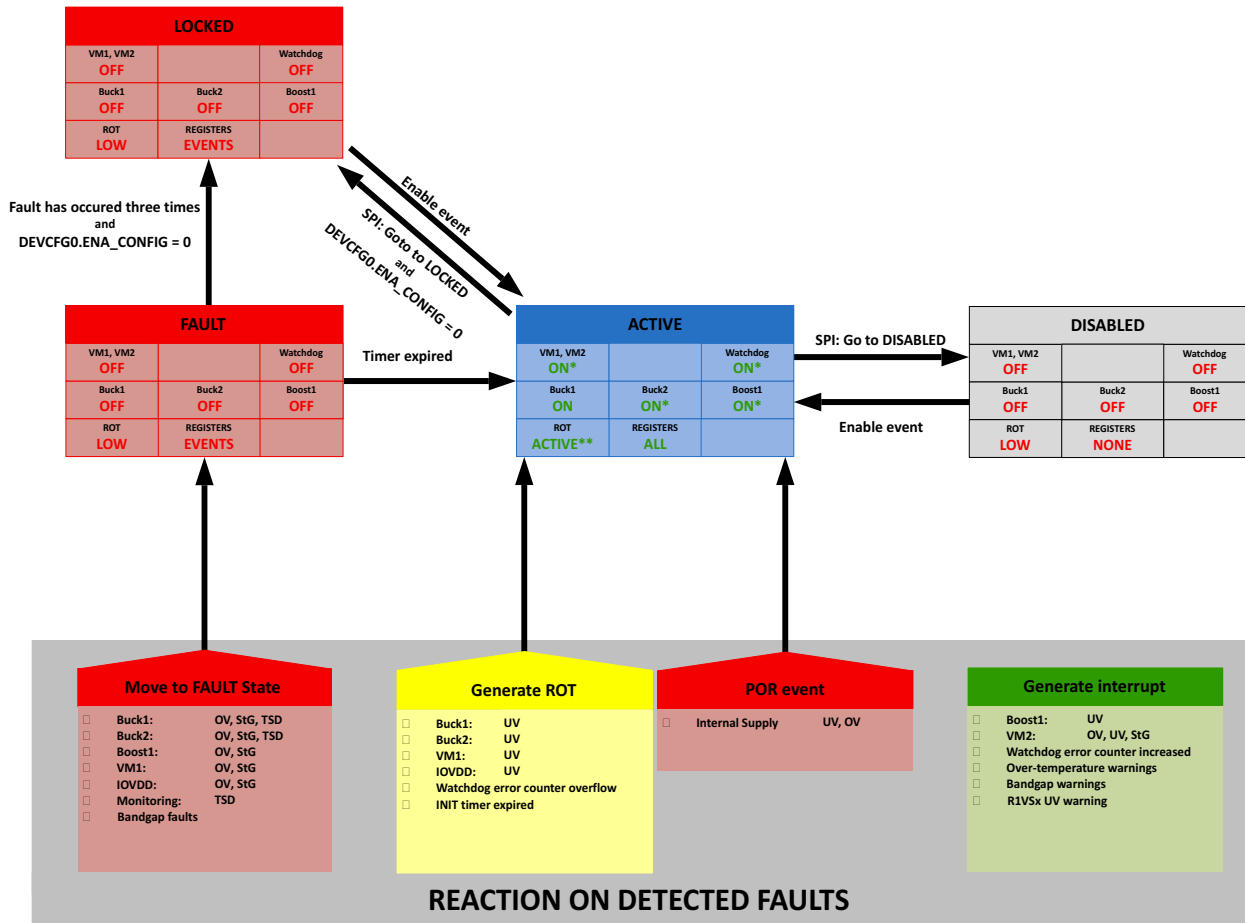 LOCKED
VM1, VM2
OFF
Watchdog
OFF
Buck1
OFF
Buck2
OFF
Boost1
OFF
ROT
LOW
REGISTERS
EVENTS
Fault has occured three times
and
DEVCFG0.ENA_CONFIG = 0
Enable event
SPI: Goto to LOCKED
and
DEVCFG0.ENA_CONFIG = 0
FAULT
VM1, VM2
OFF
Watchdog
OFF
Buck1
OFF
Buck2
OFF
Boost1
OFF
ROT
LOW
REGISTERS
EVENTS
Timer expired
ACTIVE
VM1, VM2
ON*
Watchdog
ON*
Buck1
ON
Buck2
ON*
Boost1
ON*
ROT
ACTIVE**
REGISTERS
ALL
SPI: Go to DISABLED
Enable event
DISABLED
VM1, VM2
OFF
Watchdog
OFF
Buck1
OFF
Buck2
OFF
Boost1
OFF
ROT
LOW
REGISTERS
NONE
Move to FAULT State
Buck1: OV, StG, TSD
Buck2: OV, StG, TSD
Boost1: OV, StG
VM1: OV, StG
IOVDD: OV, StG
Monitoring: TSD
Bandgap faults
Generate ROT
Buck1: UV
Buck2: UV
VM1: UV
IOVDD: UV
Watchdog error counter overflow
INIT timer expired
POR event
Internal Supply UV, OV
Generate interrupt
Boost1: UV
VM2: OV, UV, StG
Watchdog error counter increased
Over-temperature warnings
Bandgap warnings
R1VSx UV warning
REACTION ON DETECTED FAULTS